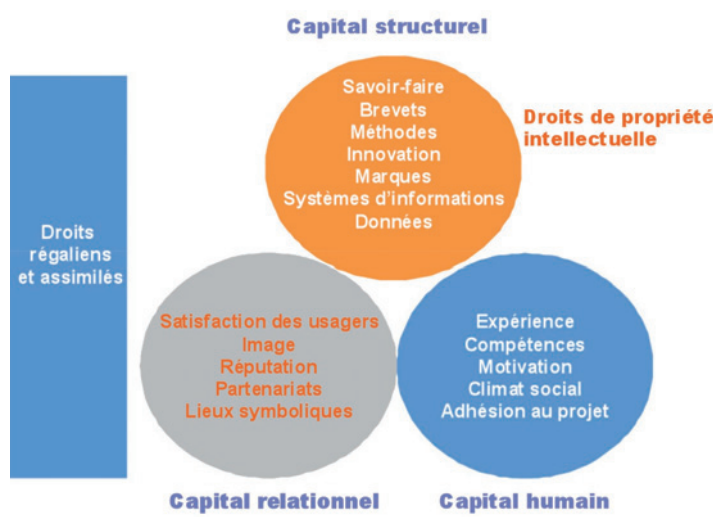 Capital structurel
Savoir-faire
Brevets
Méthodes
Innovation
Marques
Systèmes d'informations
Données
Droits de propriété
intellectuelle
Droits
régaliens
et assimilés
Satisfaction des usagers
Image
Réputation
Partenariats
Lieux symboliques
Expérience
Compétences
Motivation
Climat social
Adhésion au projet
Capital relationnel
Capital humain